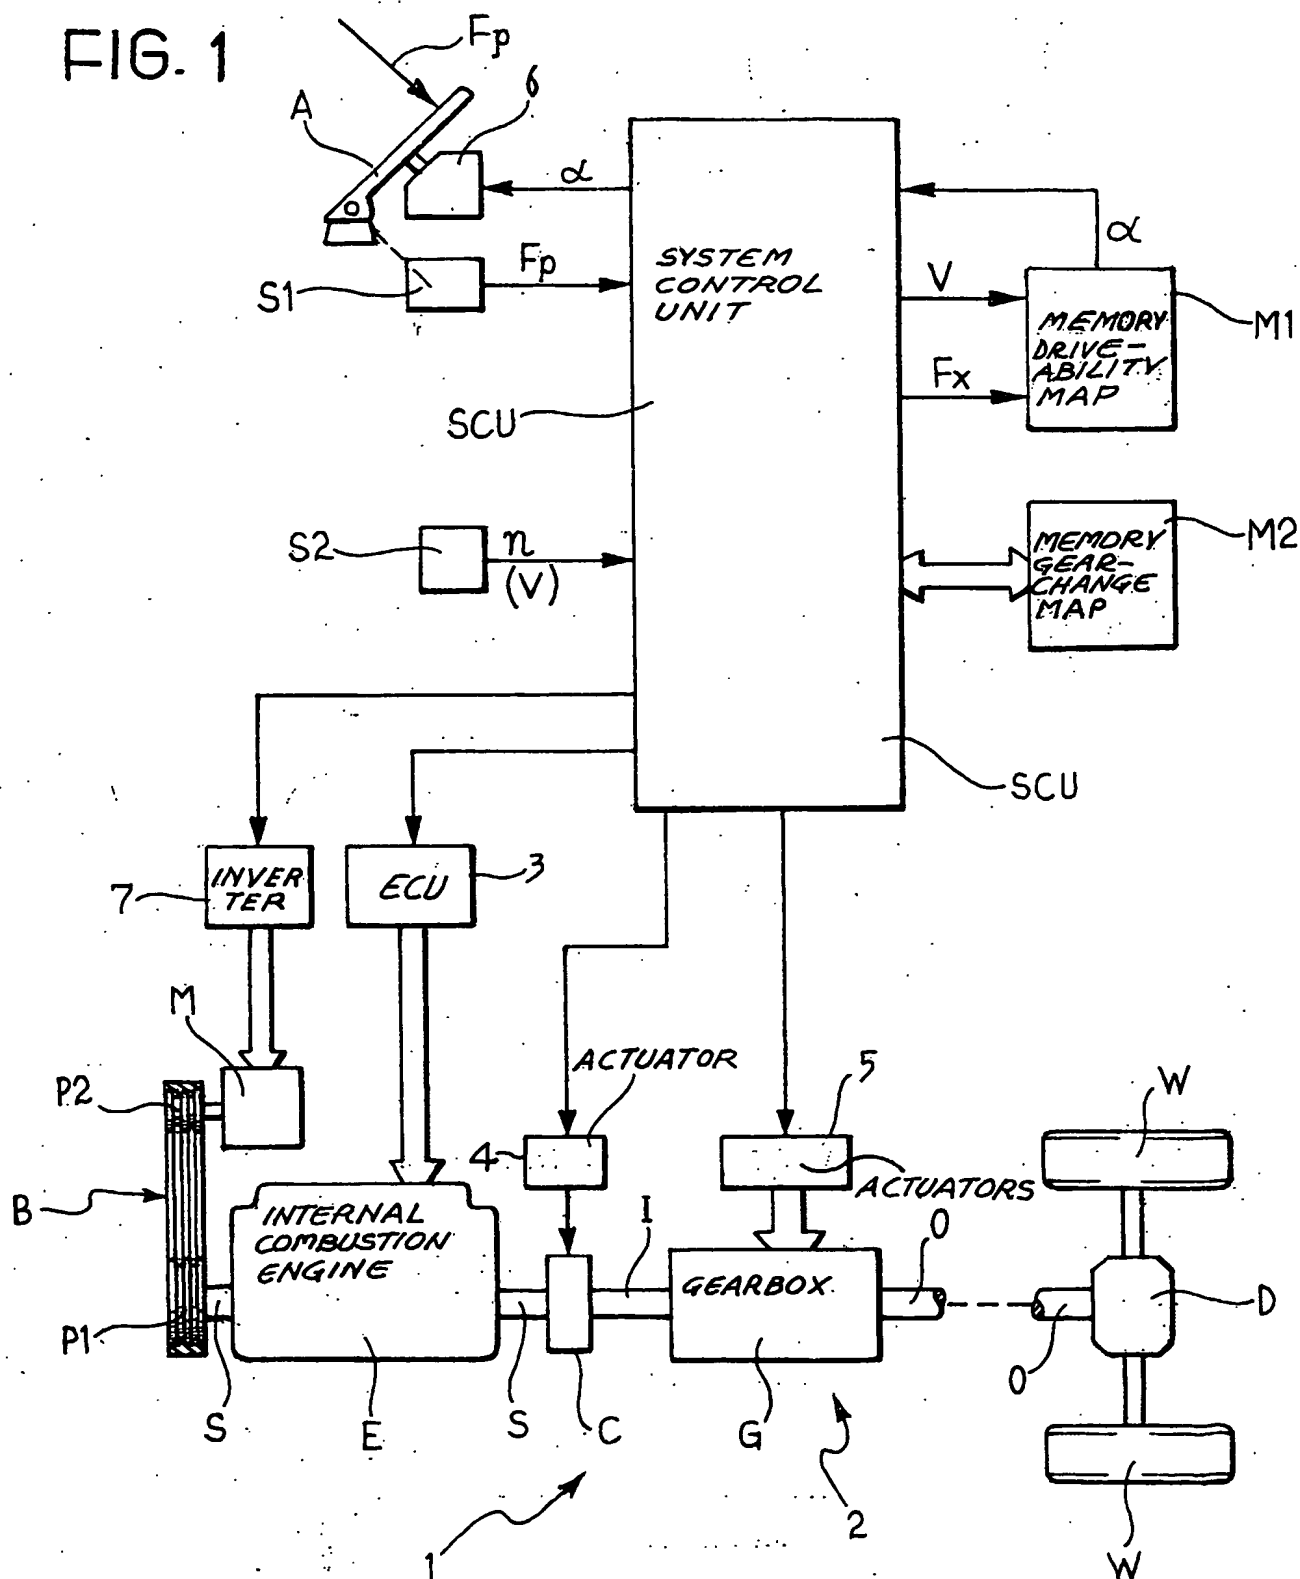 FIG. 1
Fp
A
6
α
α
SYSTEM
CONTROL
UNIT
Fp
S1
V
MEMORY
DRIVE-
ABILITY
MAP
M1
Fx
SCU
S2
n
(V)
MEMORY
GEAR-
CHANGE
MAP
M2
SCU
INVER
TER
7
ECU
3
M
ACTUATOR
5
P2
W
4
ACTUATORS
B
INTERNAL
COMBUSTION
ENGINE
I
O
GEARBOX
D
P1
S
E
S
C
G
O
2
W
1